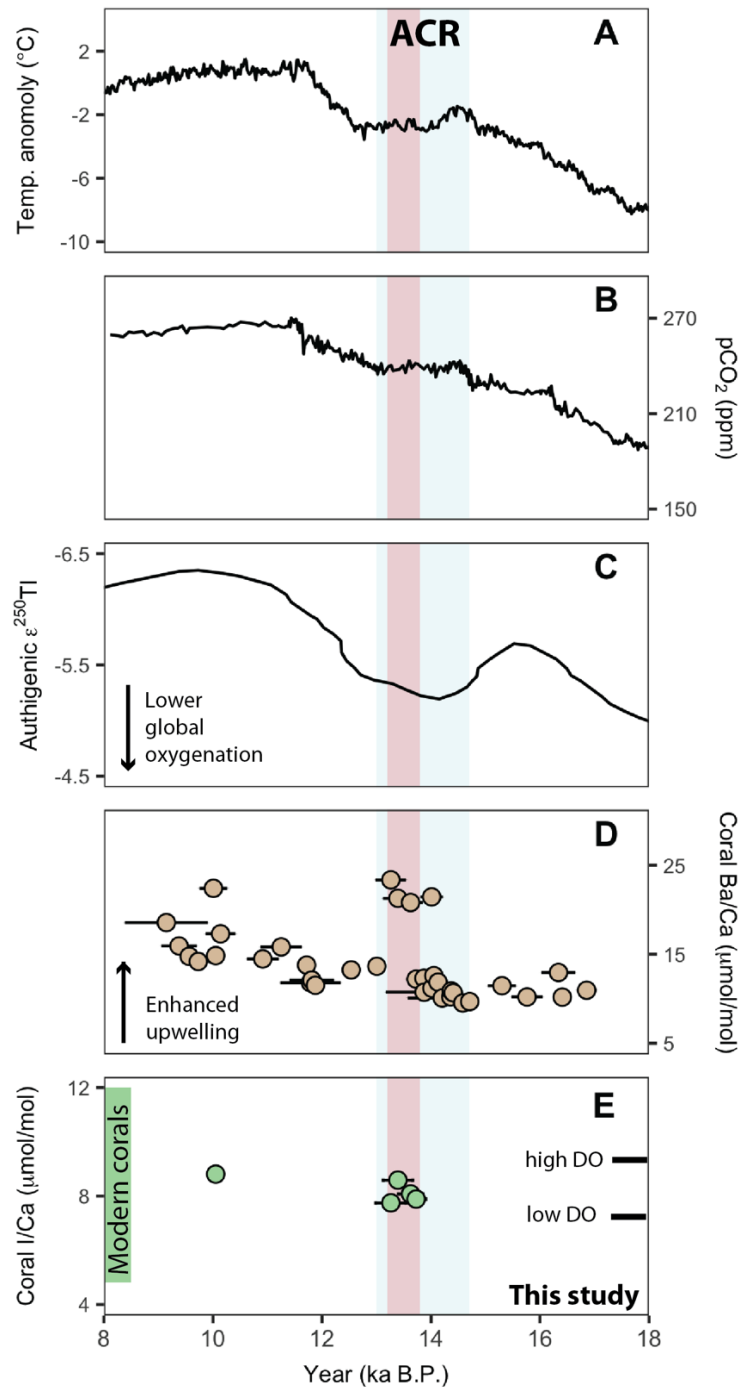 ACR
A
Temp. anomoly (°C)
2
-2
-6
-10
B
270
210
150
pCO₂ (ppm)
C
Authigenic ε²⁵⁰Tl
-6.5
-5.5
-4.5
Lower
global
oxygenation
D
25
15
5
Coral Ba/Ca (μmol/mol)
Enhanced
upwelling
E
Coral I/Ca (μmol/mol)
12
8
4
Modern corals
high DO
low DO
This study
8 10 12 14 16 18
Year (ka B.P.)